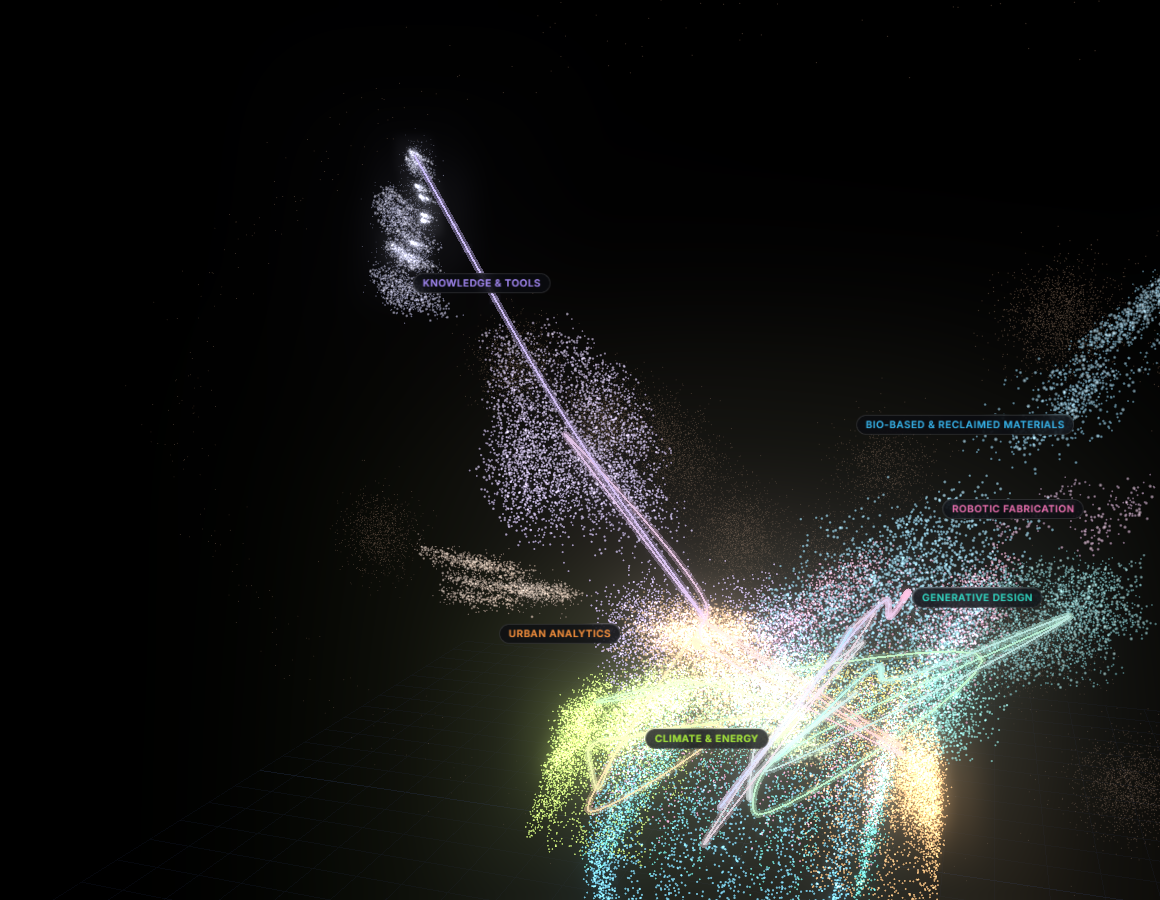 KNOWLEDGE & TOOLS
BIO-BASED & RECLAIMED MATERIALS
ROBOTIC FABRICATION
GENERATIVE DESIGN
URBAN ANALYTICS
CLIMATE & ENERGY